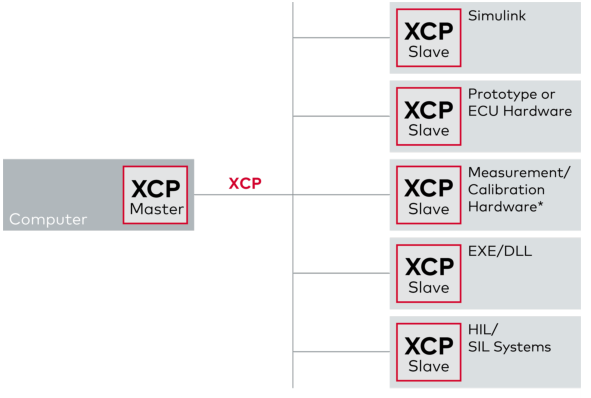 XCP
Slave
Simulink
XCP
Slave
Prototype or
ECU Hardware
Computer
XCP
Master
XCP
XCP
Slave
Measurement/
Calibration
Hardware*
XCP
Slave
EXE/DLL
XCP
Slave
HIL/
SIL Systems